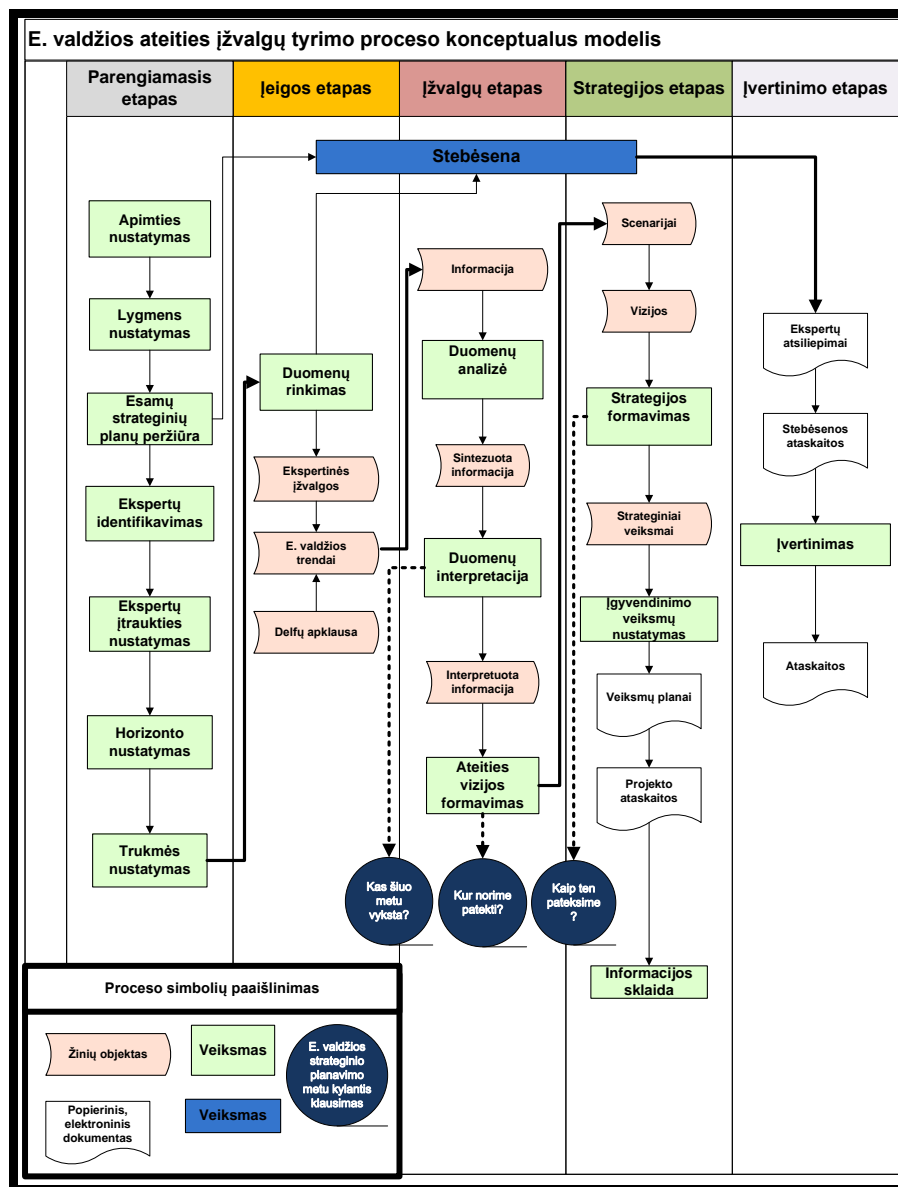 E. valdžios ateities įžvalgų tyrimo proceso konceptualus modelis
Parengiamasis
etapas
Įeigos etapas
Įžvalgų etapas
Strategijos etapas
Įvertinimo etapas
Stebėsena
Apimties
nustatymas
Lygmens
nustatymas
Esamų
strateginių
planų peržiūra
Ekspertų
identifikavimas
Ekspertų
įtraukties
nustatymas
Horizonto
nustatymas
Trukmės
nustatymas
Duomenų
rinkimas
Ekspertinės
įžvalgos
E. valdžios
trendai
Delfų apklausa
Informacija
Duomenų
analizė
Sintezuota
informacija
Duomenų
interpretacija
Interpretuota
informacija
Ateities
vizijos
formavimas
Kas šiuo
metu
vyksta?
Kur norime
patekti?
Kaip ten
pateksime
?
Scenarijai
Vizijos
Strategijos
formavimas
Strateginiai
veiksmai
Įgyvendinimo
veiksmų
nustatymas
Veiksmų planai
Projekto
ataskaitos
Informacijos
sklaida
Ekspertų
atsiliepimai
Stebėsenos
ataskaitos
Įvertinimas
Ataskaitos
Proceso simbolių paaišlinimas
Žinių objektas
Veiksmas
E. valdžios
strateginio
planavimo
metu kylantis
klausimas
Popierinis,
elektroninis
dokumentas
Veiksmas